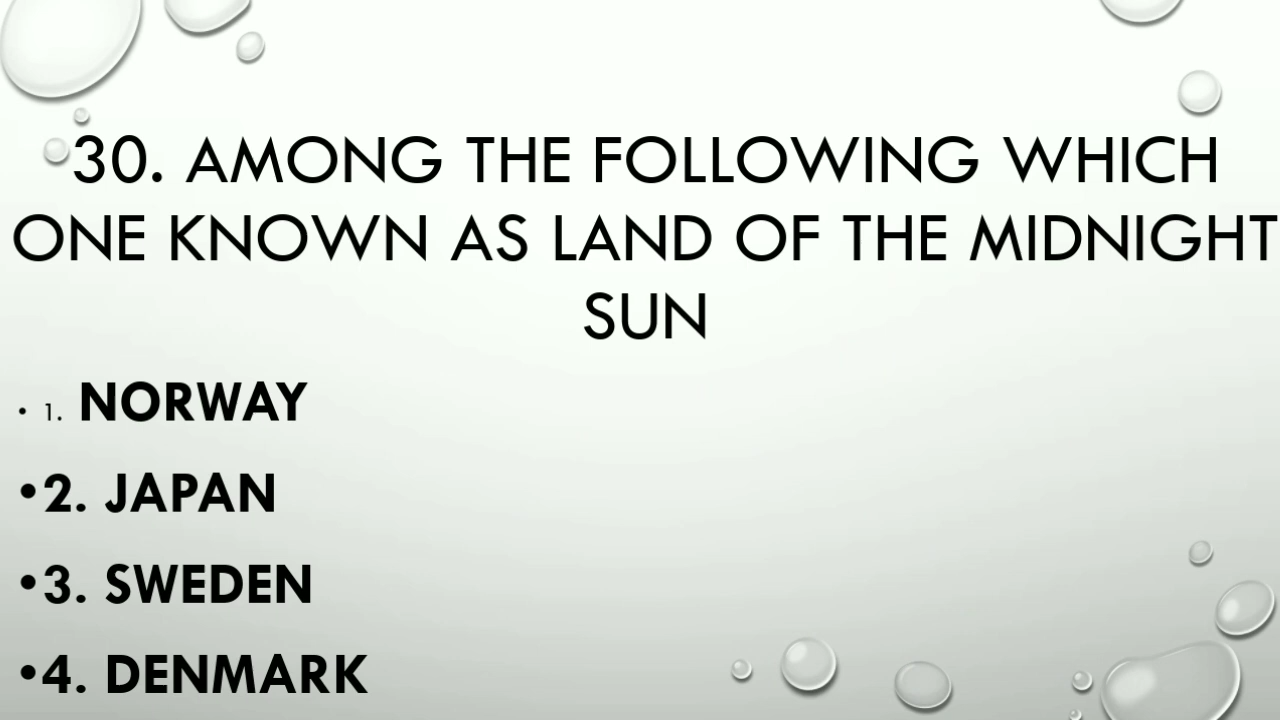 30. AMONG THE FOLLOWING WHICH
ONE KNOWN AS LAND OF THE MIDNIGHT
SUN
• 1. NORWAY
•2. JAPAN
•3. SWEDEN
•4. DENMARK